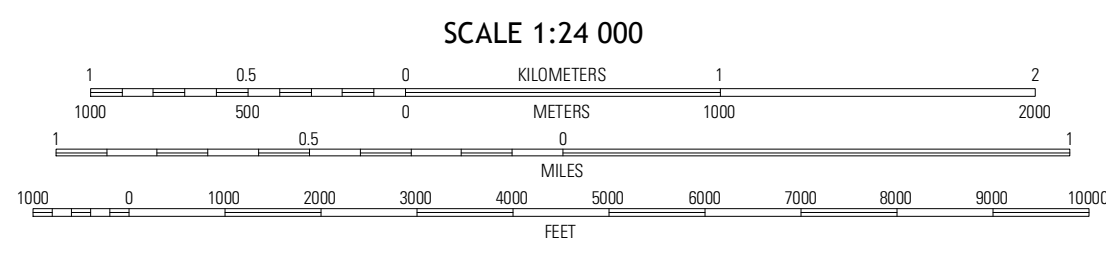 SCALE 1:24 000
1 0.5 0 KILOMETERS 1 2
1000 500 0 METERS 1000 2000
1 0.5 0 1
MILES
1000 0 1000 2000 3000 4000 5000 6000 7000 8000 9000 10000
FEET